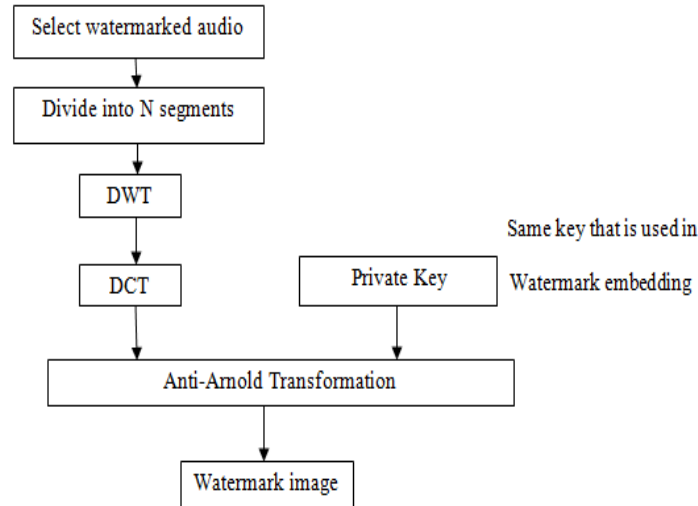 Select watermarked audio
Divide into N segments
DWT
Same key that is used in
DCT
Private Key
Watermark embedding
Anti-Arnold Transformation
Watermark image